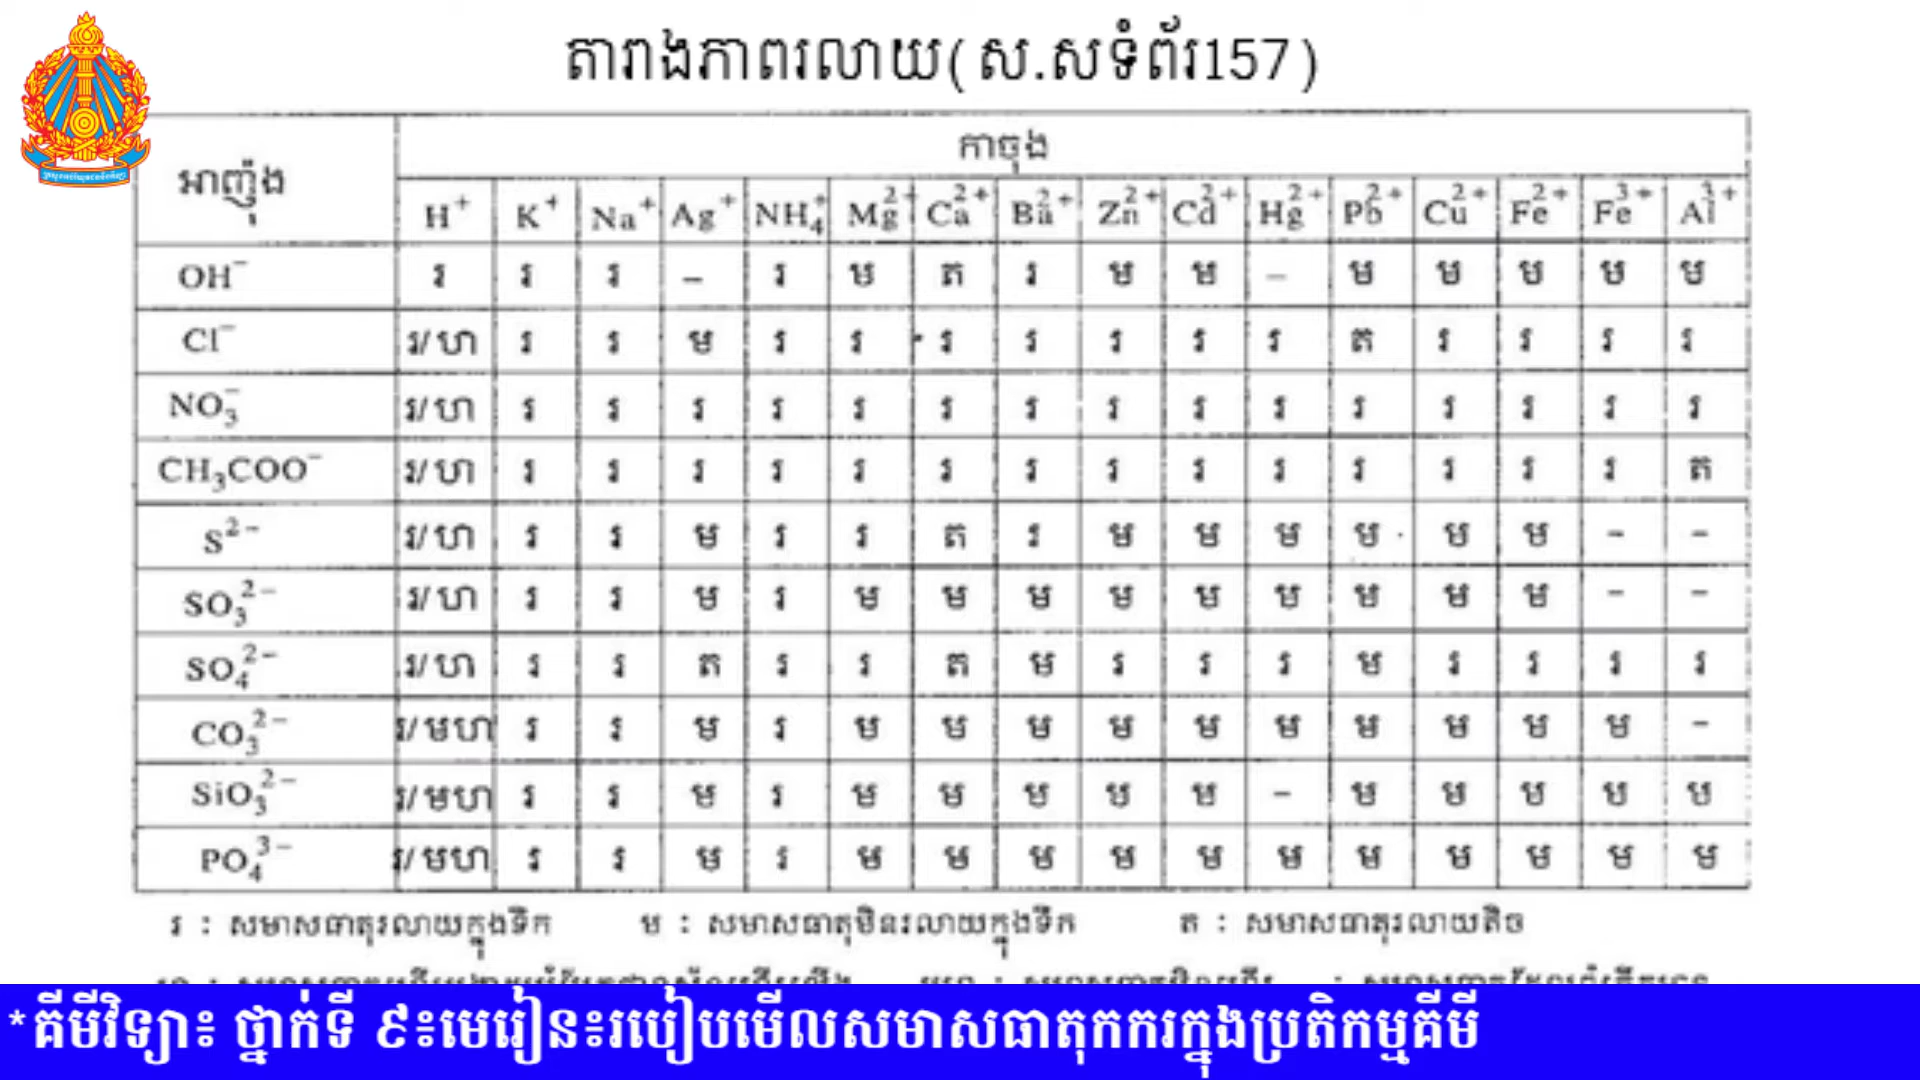 តារាងភាពរលាយ(ស.សទំព័រ157)
អាញ៉ុង កាចុង
H⁺ K⁺ Na⁺ Ag⁺ NH₄⁺ Mg²⁺ Ca²⁺ Ba²⁺ Zn²⁺ Cd²⁺ Hg²⁺ Pb²⁺ Cu²⁺ Fe²⁺ Fe³⁺ Al³⁺
OH⁻ រ រ រ – រ ម ត រ ម ម – ម ម ម ម ម
Cl⁻ រ/ហ រ រ ម រ រ រ រ រ រ រ ត រ រ រ រ
NO₃⁻ រ/ហ រ រ រ រ រ រ រ រ រ រ រ រ រ រ រ
CH₃COO⁻ រ/ហ រ រ រ រ រ រ រ រ រ រ រ រ រ រ ត
S²⁻ រ/ហ រ រ ម រ រ ត រ ម ម ម ម ម ម – –
SO₃²⁻ រ/ហ រ រ ម រ ម ម ម ម ម ម ម ម ម – –
SO₄²⁻ រ/ហ រ រ ត រ រ ត ម រ រ រ ម រ រ រ រ
CO₃²⁻ រ/មហ រ រ ម រ ម ម ម ម ម ម ម ម ម ម –
SiO₃²⁻ រ/មហ រ រ ម រ ម ម ម ម ម – ម ម ម ម ម
PO₄³⁻ រ/មហ រ រ ម រ ម ម ម ម ម ម ម ម ម ម ម
រ : សមាសធាតុរលាយក្នុងទឹក ម : សមាសធាតុមិនរលាយក្នុងទឹក ត : សមាសធាតុរលាយតិច
*គីមីវិទ្យា៖ ថ្នាក់ទី ៩៖មេរៀន៖របៀបមើលសមាសធាតុកករក្នុងប្រតិកម្មគីមី